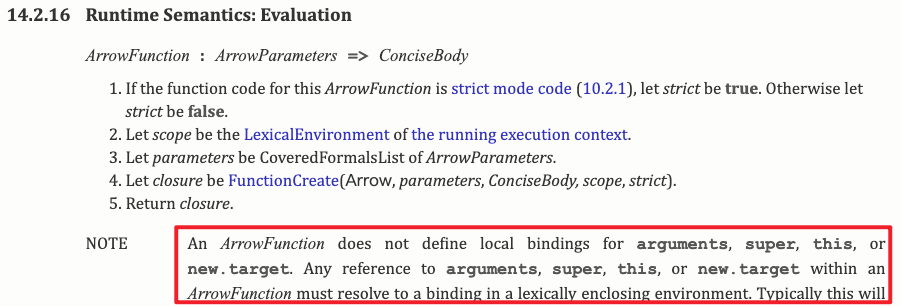 14.2.16 Runtime Semantics: Evaluation
ArrowFunction : ArrowParameters => ConciseBody
1. If the function code for this ArrowFunction is strict mode code (10.2.1), let strict be true. Otherwise let
strict be false.
2. Let scope be the LexicalEnvironment of the running execution context.
3. Let parameters be CoveredFormalsList of ArrowParameters.
4. Let closure be FunctionCreate(Arrow, parameters, ConciseBody, scope, strict).
5. Return closure.
NOTE An ArrowFunction does not define local bindings for arguments, super, this, or
new.target. Any reference to arguments, super, this, or new.target within an
ArrowFunction must resolve to a binding in a lexically enclosing environment. Typically this will